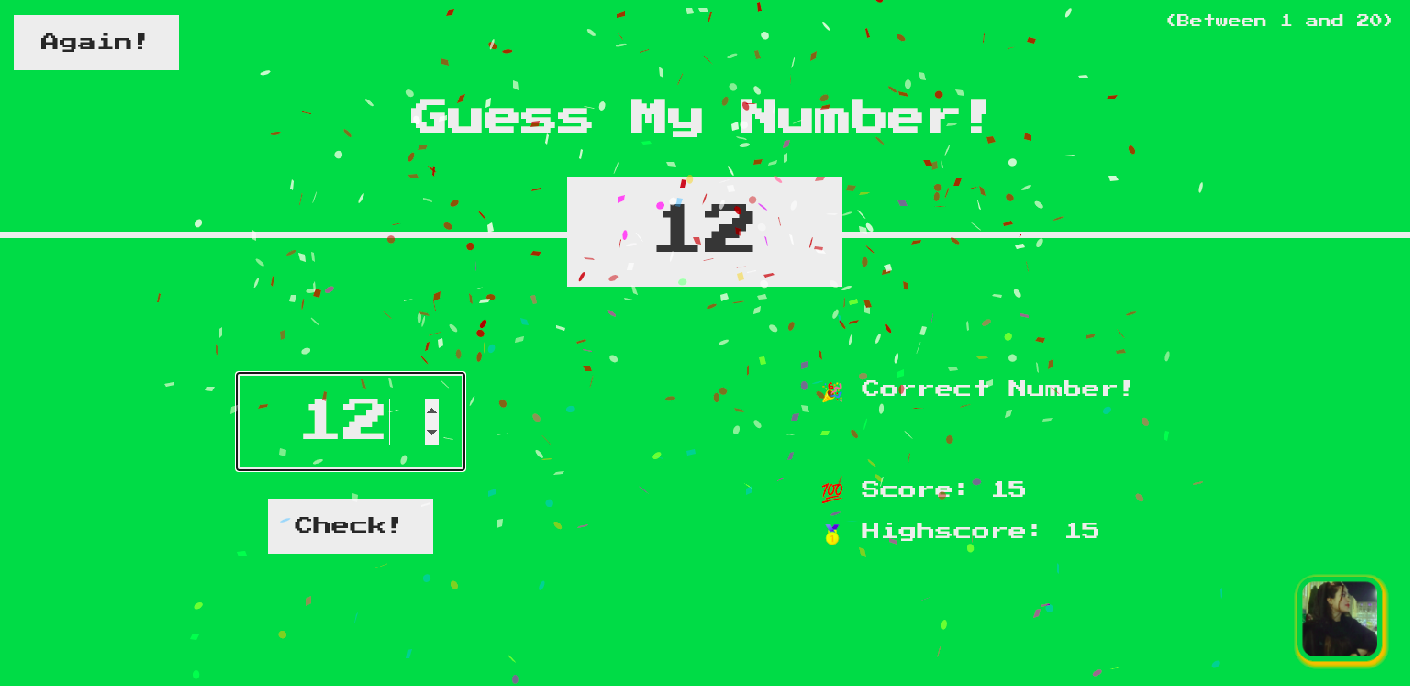 Again!
(Between 1 and 20)
Guess My Number!
12
12
Check!
🎉 Correct Number!
💯 Score: 15
🥇 Highscore: 15